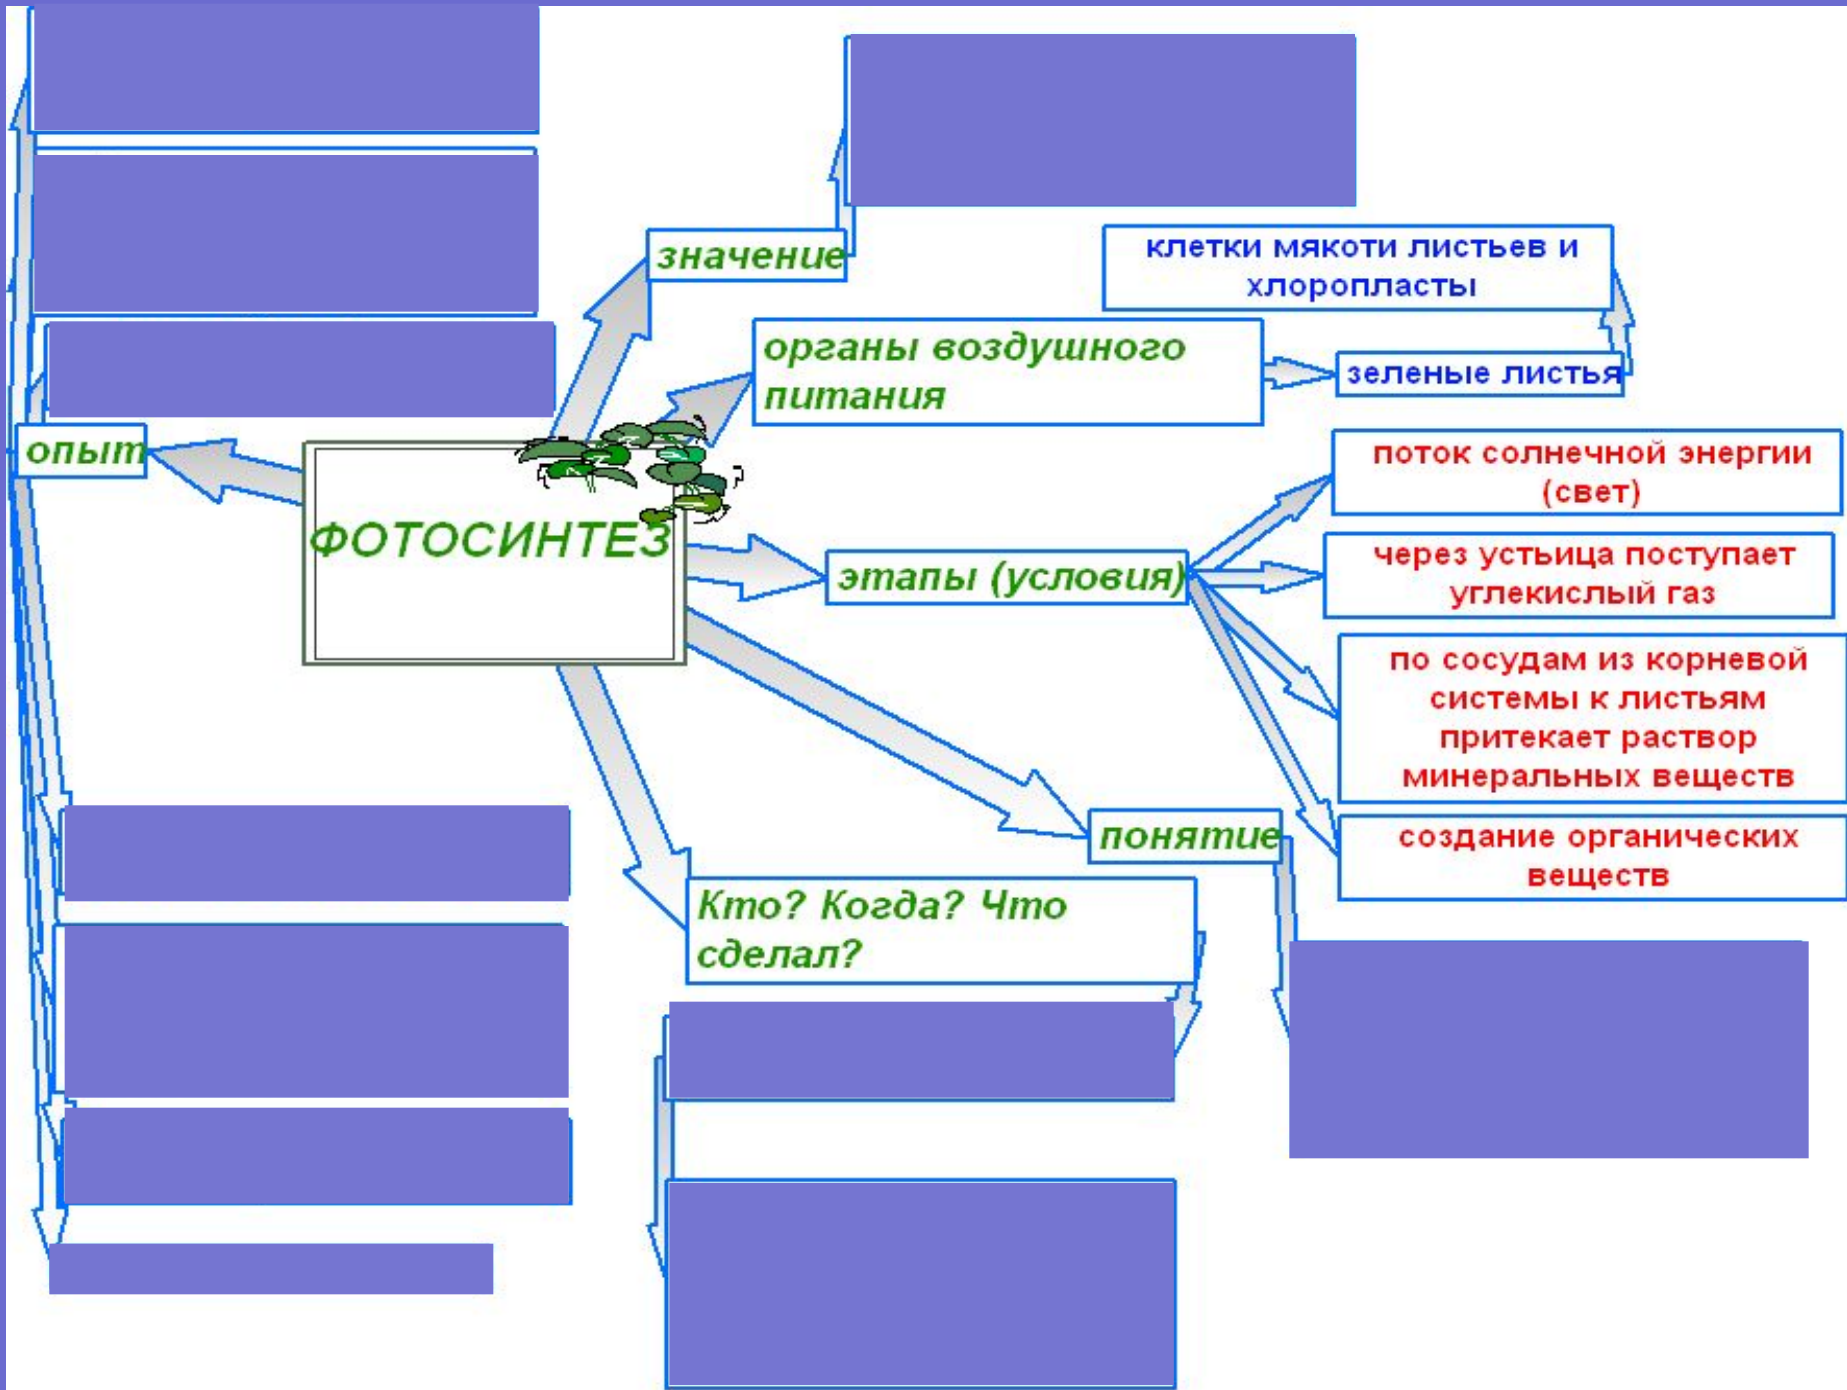 значение
клетки мякоти листьев и
хлоропласты
органы воздушного
питания
зеленые листья
опыт
ФОТОСИНТЕЗ
поток солнечной энергии
(свет)
этапы (условия)
через устьица поступает
углекислый газ
по сосудам из корневой
системы к листьям
притекает раствор
минеральных веществ
понятие
создание органических
веществ
Кто? Когда? Что
сделал?